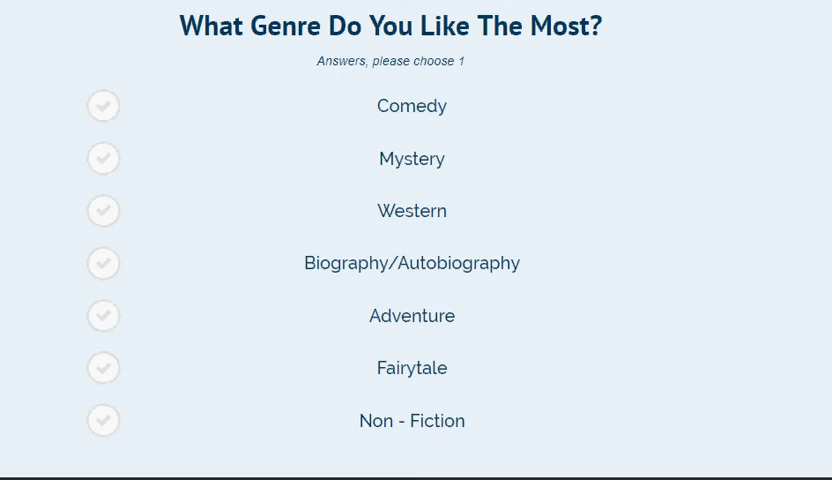 What Genre Do You Like The Most?
Answers, please choose 1
Comedy
Mystery
Western
Biography/Autobiography
Adventure
Fairytale
Non - Fiction